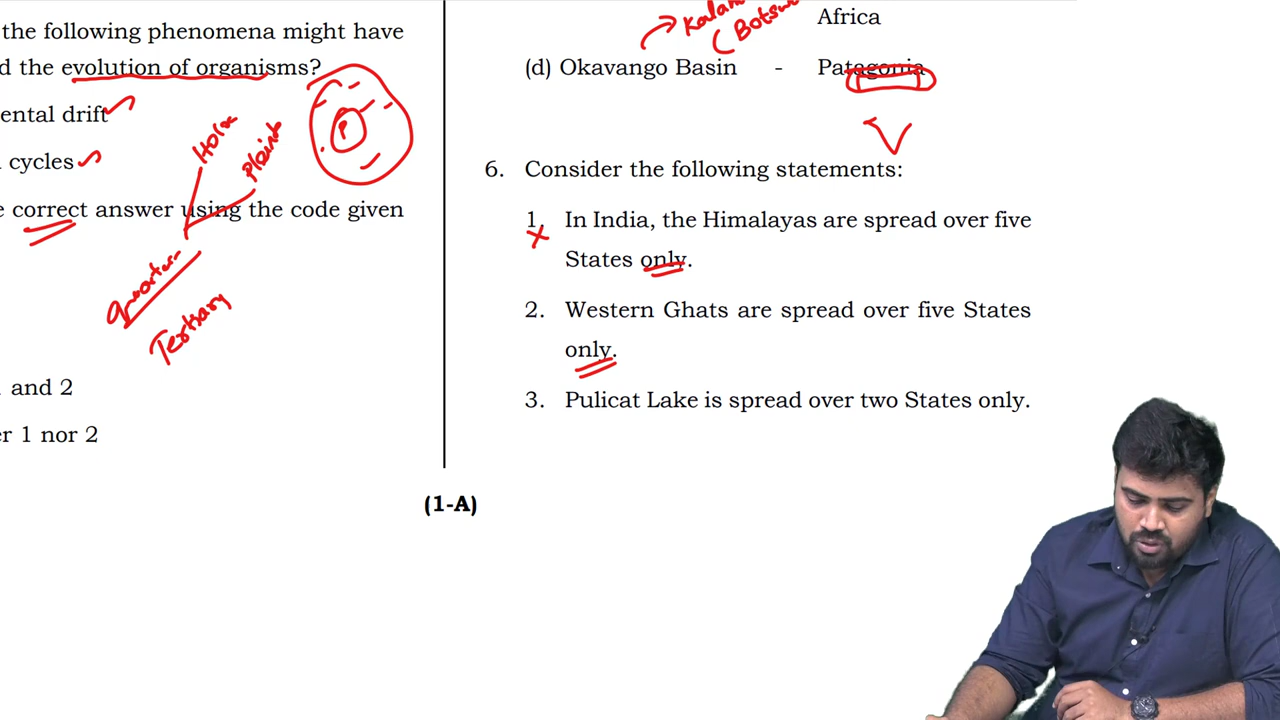 the following phenomena might have
d the evolution of organisms?
ental drift
cycles
P
e correct answer using the code given
Tertiary
and 2
er 1 nor 2
Africa
(d) Okavango Basin - Patagonia
6. Consider the following statements:
1. In India, the Himalayas are spread over five
States only.
2. Western Ghats are spread over five States
only.
3. Pulicat Lake is spread over two States only.
(1-A)